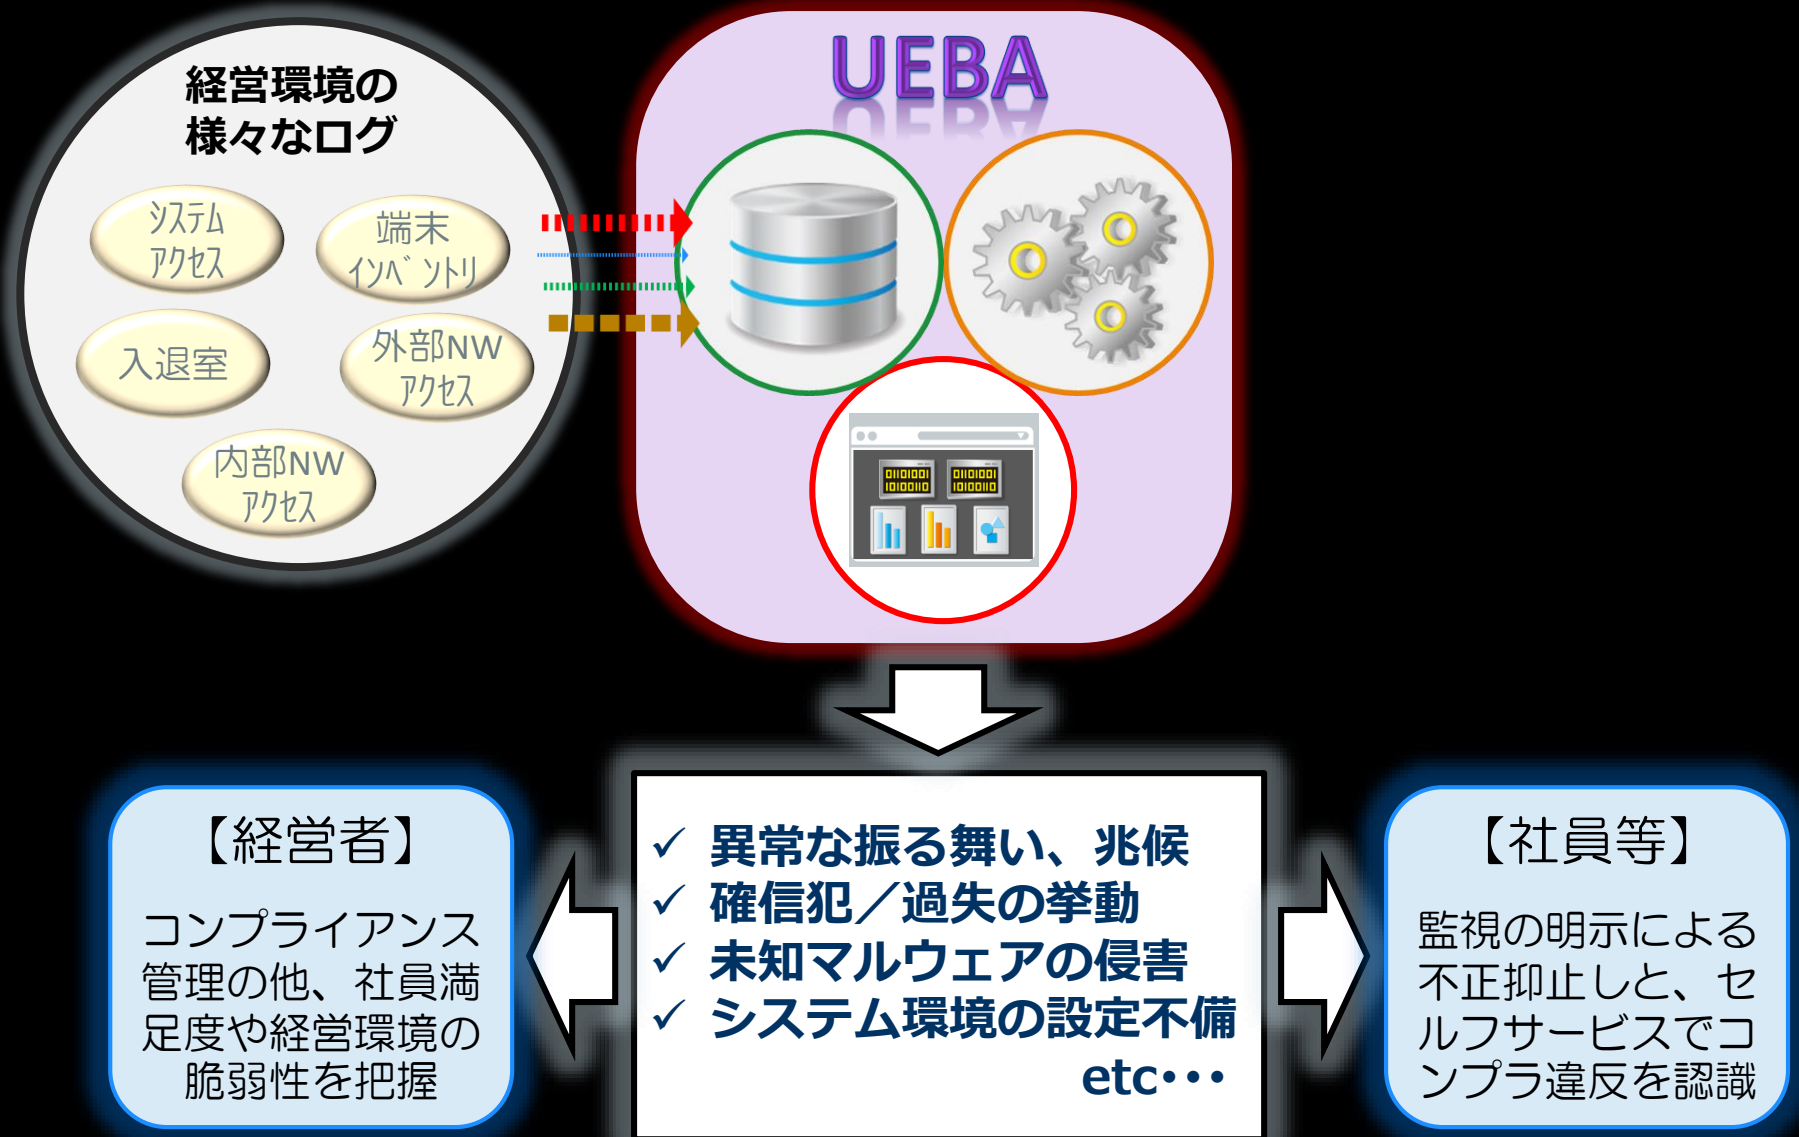 経営環境の
様々なログ
ｼｽﾃﾑ
ｱｸｾｽ
端末
ｲﾝﾍﾞﾝﾄﾘ
入退室
外部NW
ｱｸｾｽ
内部NW
ｱｸｾｽ
UEBA
01101001
10100110
01101001
10100110
【経営者】
コンプライアンス
管理の他、社員満
足度や経営環境の
脆弱性を把握
✓ 異常な振る舞い、兆候
✓ 確信犯／過失の挙動
✓ 未知マルウェアの侵害
✓ システム環境の設定不備
etc･･･
【社員等】
監視の明示による
不正抑止しと、セ
ルフサービスでコ
ンプラ違反を認識